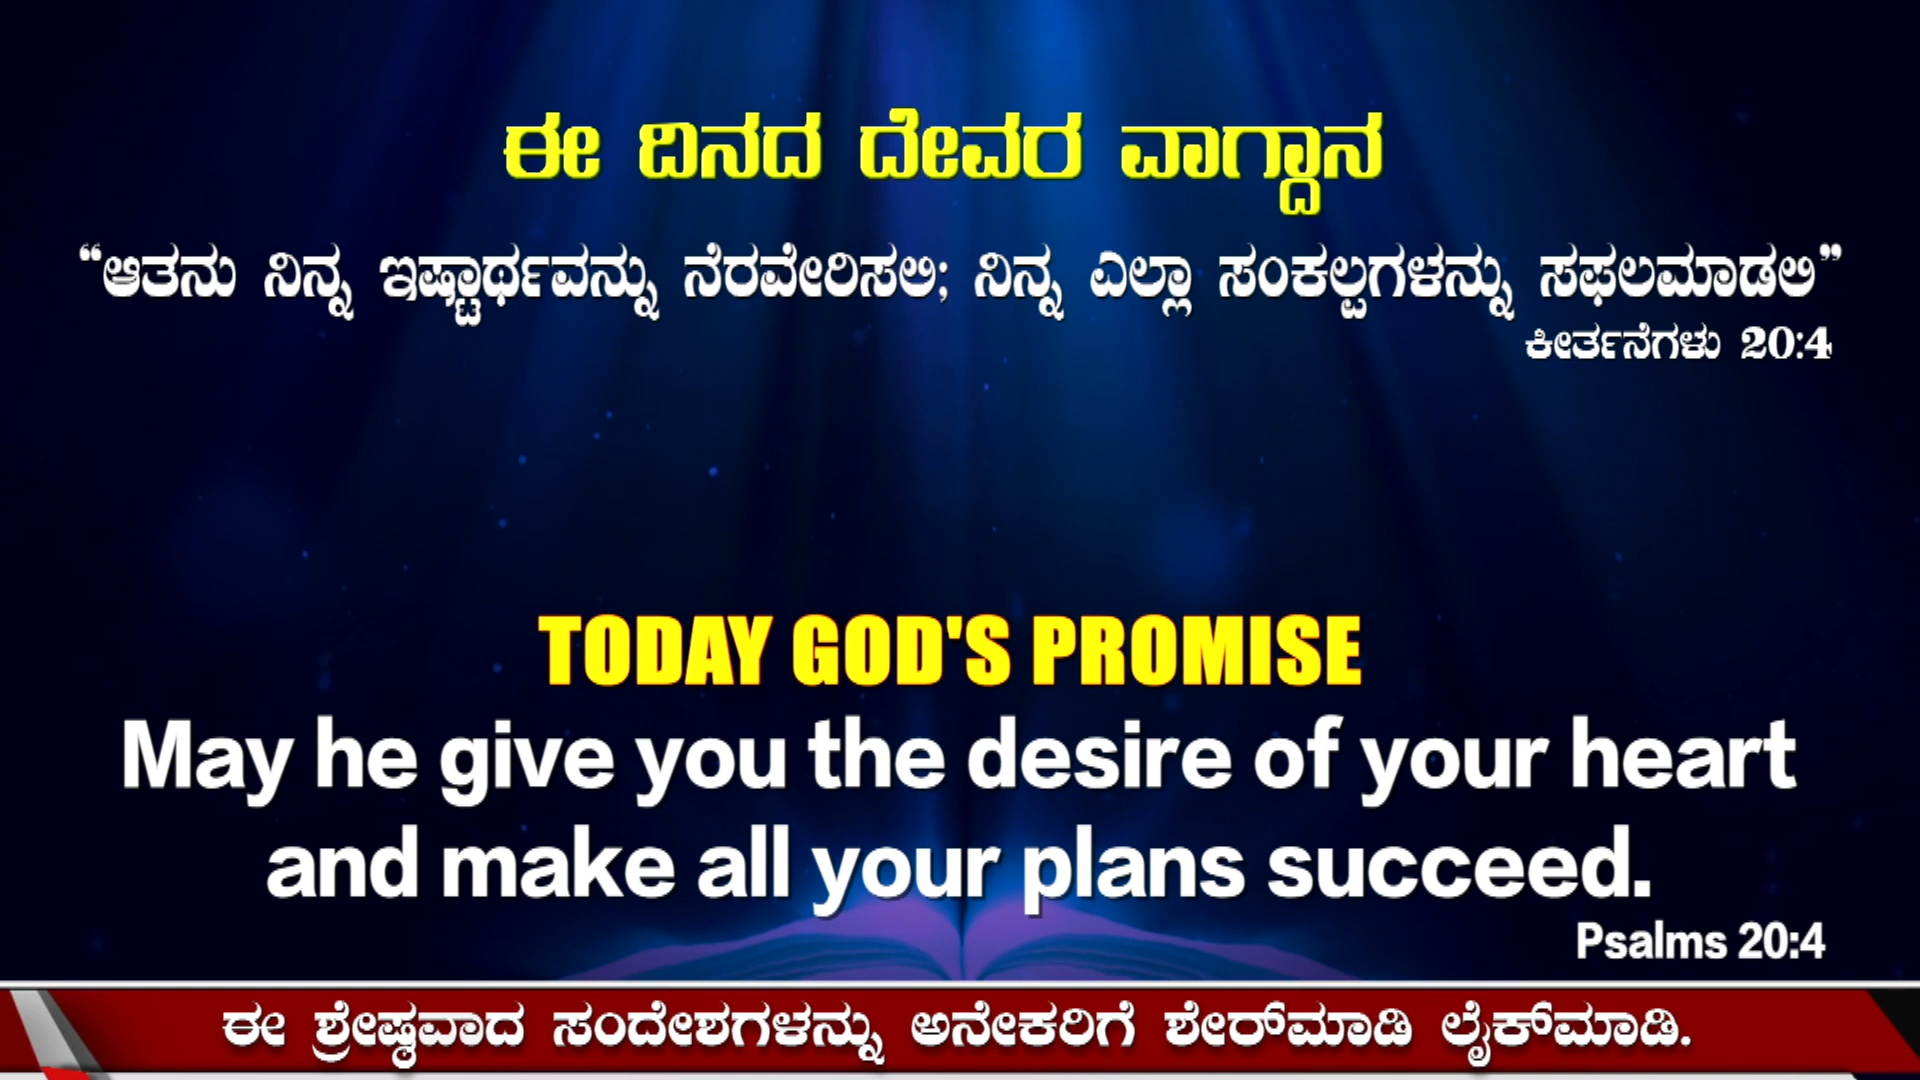 ಈ ದಿನದ ದೇವರ ವಾಗ್ದಾನ
“ಆತನು ನಿನ್ನ ಇಷ್ಟಾರ್ಥವನ್ನು ನೆರವೇರಿಸಲಿ; ನಿನ್ನ ಎಲ್ಲಾ ಸಂಕಲ್ಪಗಳನ್ನು ಸಫಲಮಾಡಲಿ”
ಕೀರ್ತನೆಗಳು 20:4
TODAY GOD'S PROMISE
May he give you the desire of your heart
and make all your plans succeed.
Psalms 20:4
ಈ ಶ್ರೇಷ್ಠವಾದ ಸಂದೇಶಗಳನ್ನು ಅನೇಕರಿಗೆ ಶೇರ್‌ಮಾಡಿ ಲೈಕ್‌ಮಾಡಿ.